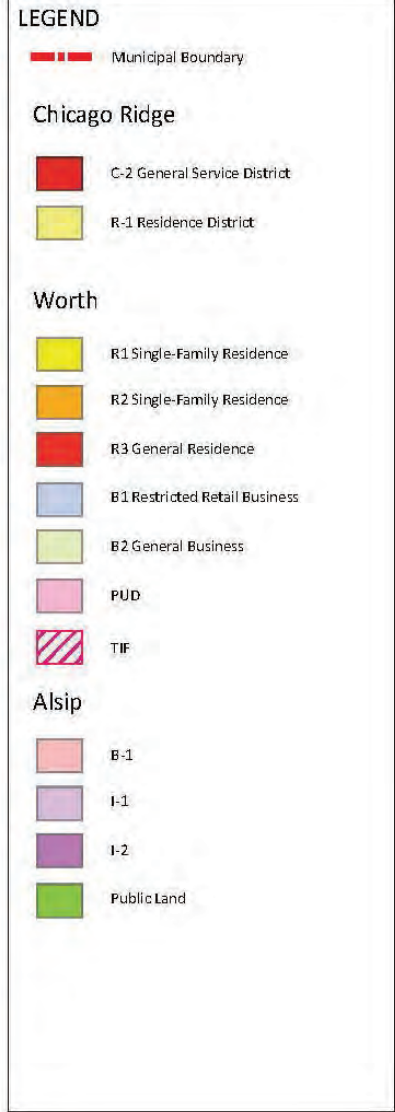 LEGEND
Municipal Boundary
Chicago Ridge
C-2 General Service District
R-1 Residence District
Worth
R1 Single-Family Residence
R2 Single-Family Residence
R3 General Residence
B1 Restricted Retail Business
B2 General Business
PUD
TIF
Alsip
B-1
I-1
I-2
Public Land